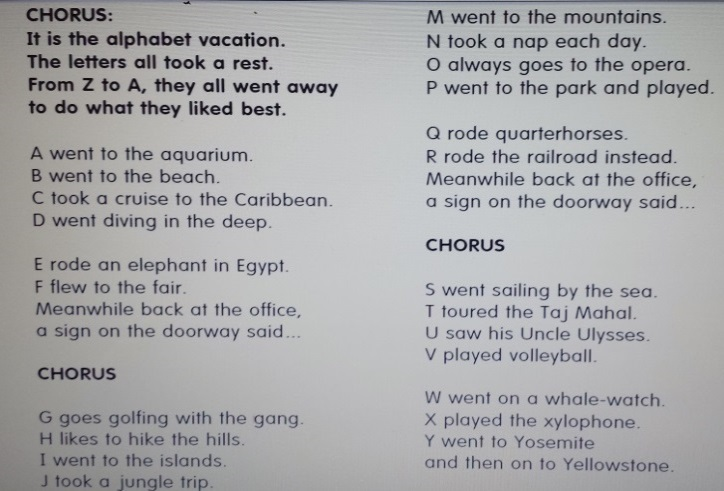 CHORUS:
It is the alphabet vacation.
The letters all took a rest.
From Z to A, they all went away
to do what they liked best.
A went to the aquarium.
B went to the beach.
C took a cruise to the Caribbean.
D went diving in the deep.
E rode an elephant in Egypt.
F flew to the fair.
Meanwhile back at the office,
a sign on the doorway said...
CHORUS
G goes golfing with the gang.
H likes to hike the hills.
I went to the islands.
J took a jungle trip.
M went to the mountains.
N took a nap each day.
O always goes to the opera.
P went to the park and played.
Q rode quarterhorses.
R rode the railroad instead.
Meanwhile back at the office,
a sign on the doorway said...
CHORUS
S went sailing by the sea.
T toured the Taj Mahal.
U saw his Uncle Ulysses.
V played volleyball.
W went on a whale-watch.
X played the xylophone.
Y went to Yosemite
and then on to Yellowstone.